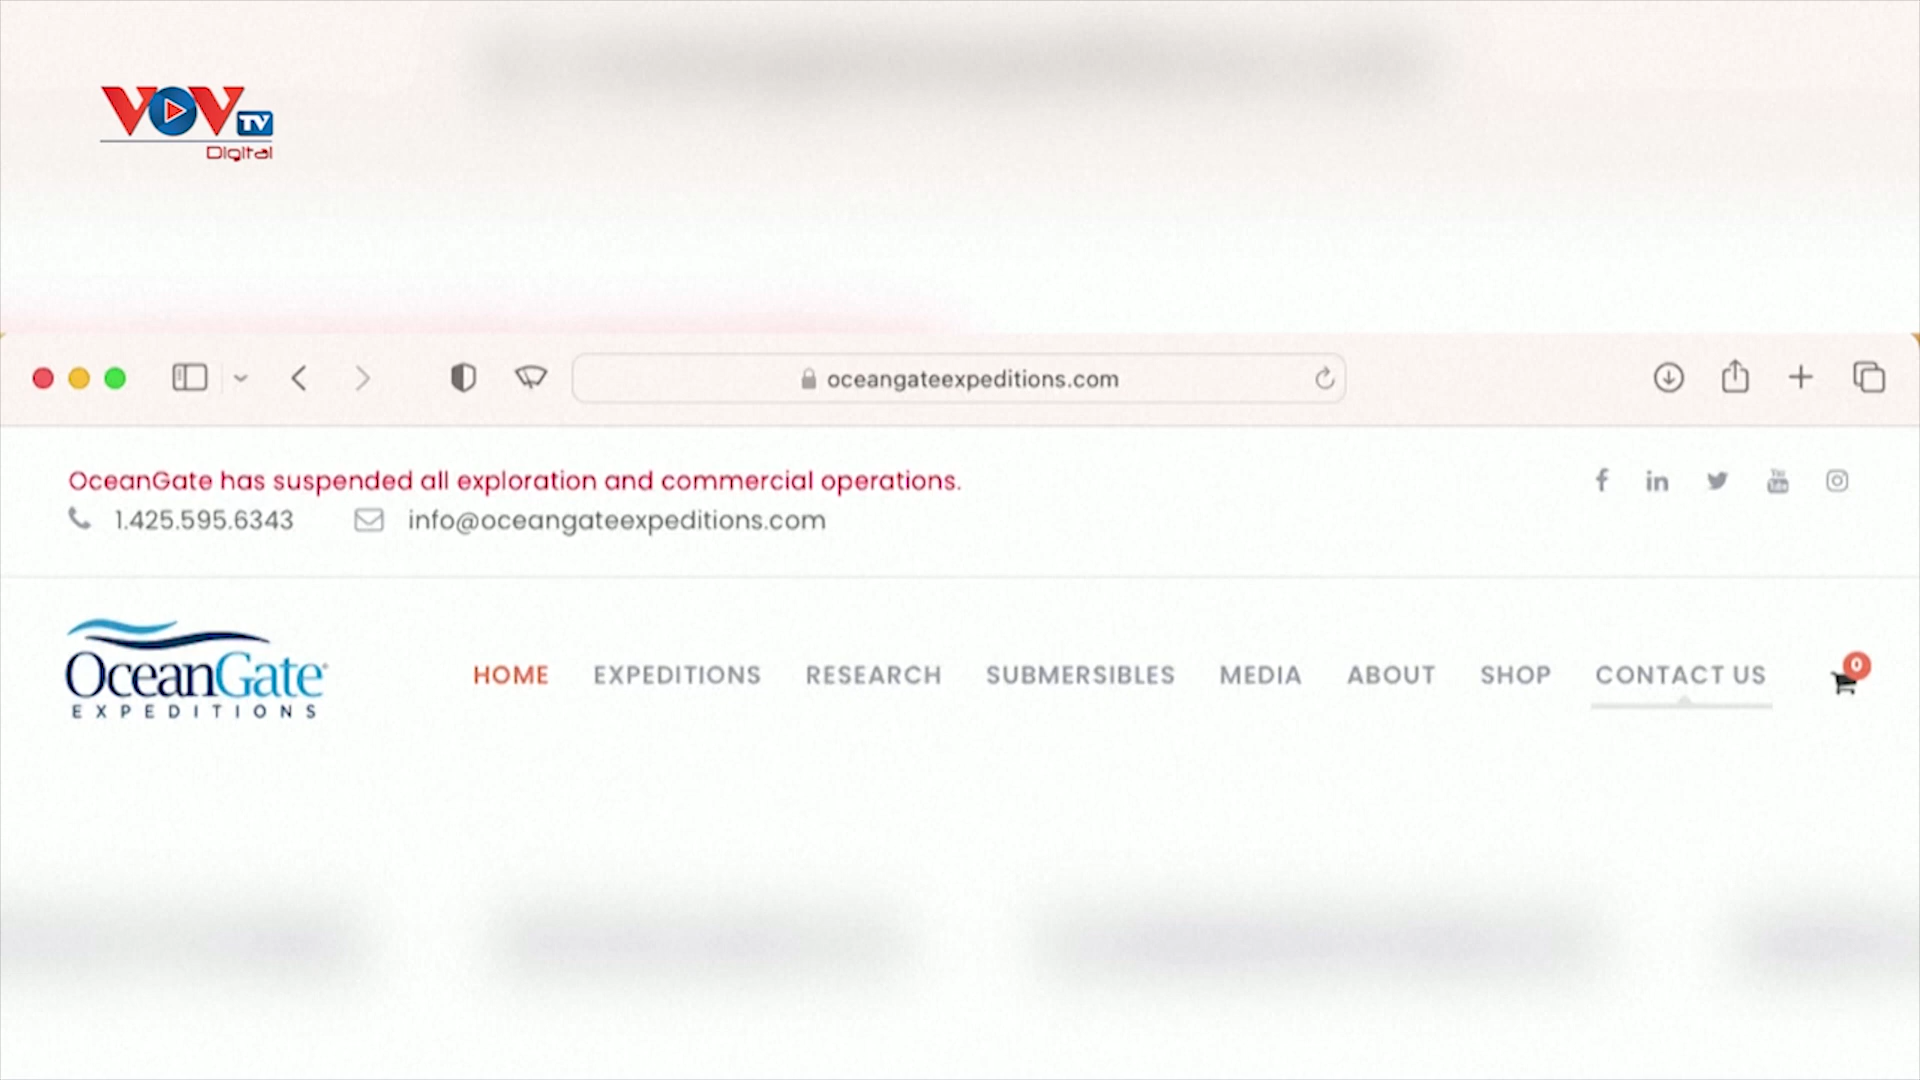 VOV TV
Digital
oceangateexpeditions.com
OceanGate has suspended all exploration and commercial operations.
1.425.595.6343 info@oceangateexpeditions.com
OceanGate
EXPEDITIONS
HOME EXPEDITIONS RESEARCH SUBMERSIBLES MEDIA ABOUT SHOP CONTACT US 0